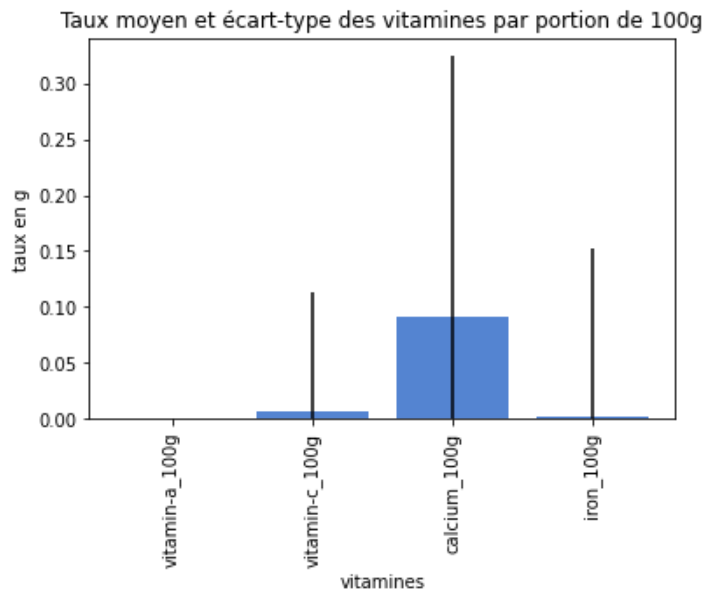 Taux moyen et écart-type des vitamines par portion de 100g
0.30
0.25
0.20
0.15
0.10
0.05
0.00
taux en g
vitamin-a_100g
vitamin-c_100g
calcium_100g
iron_100g
vitamines